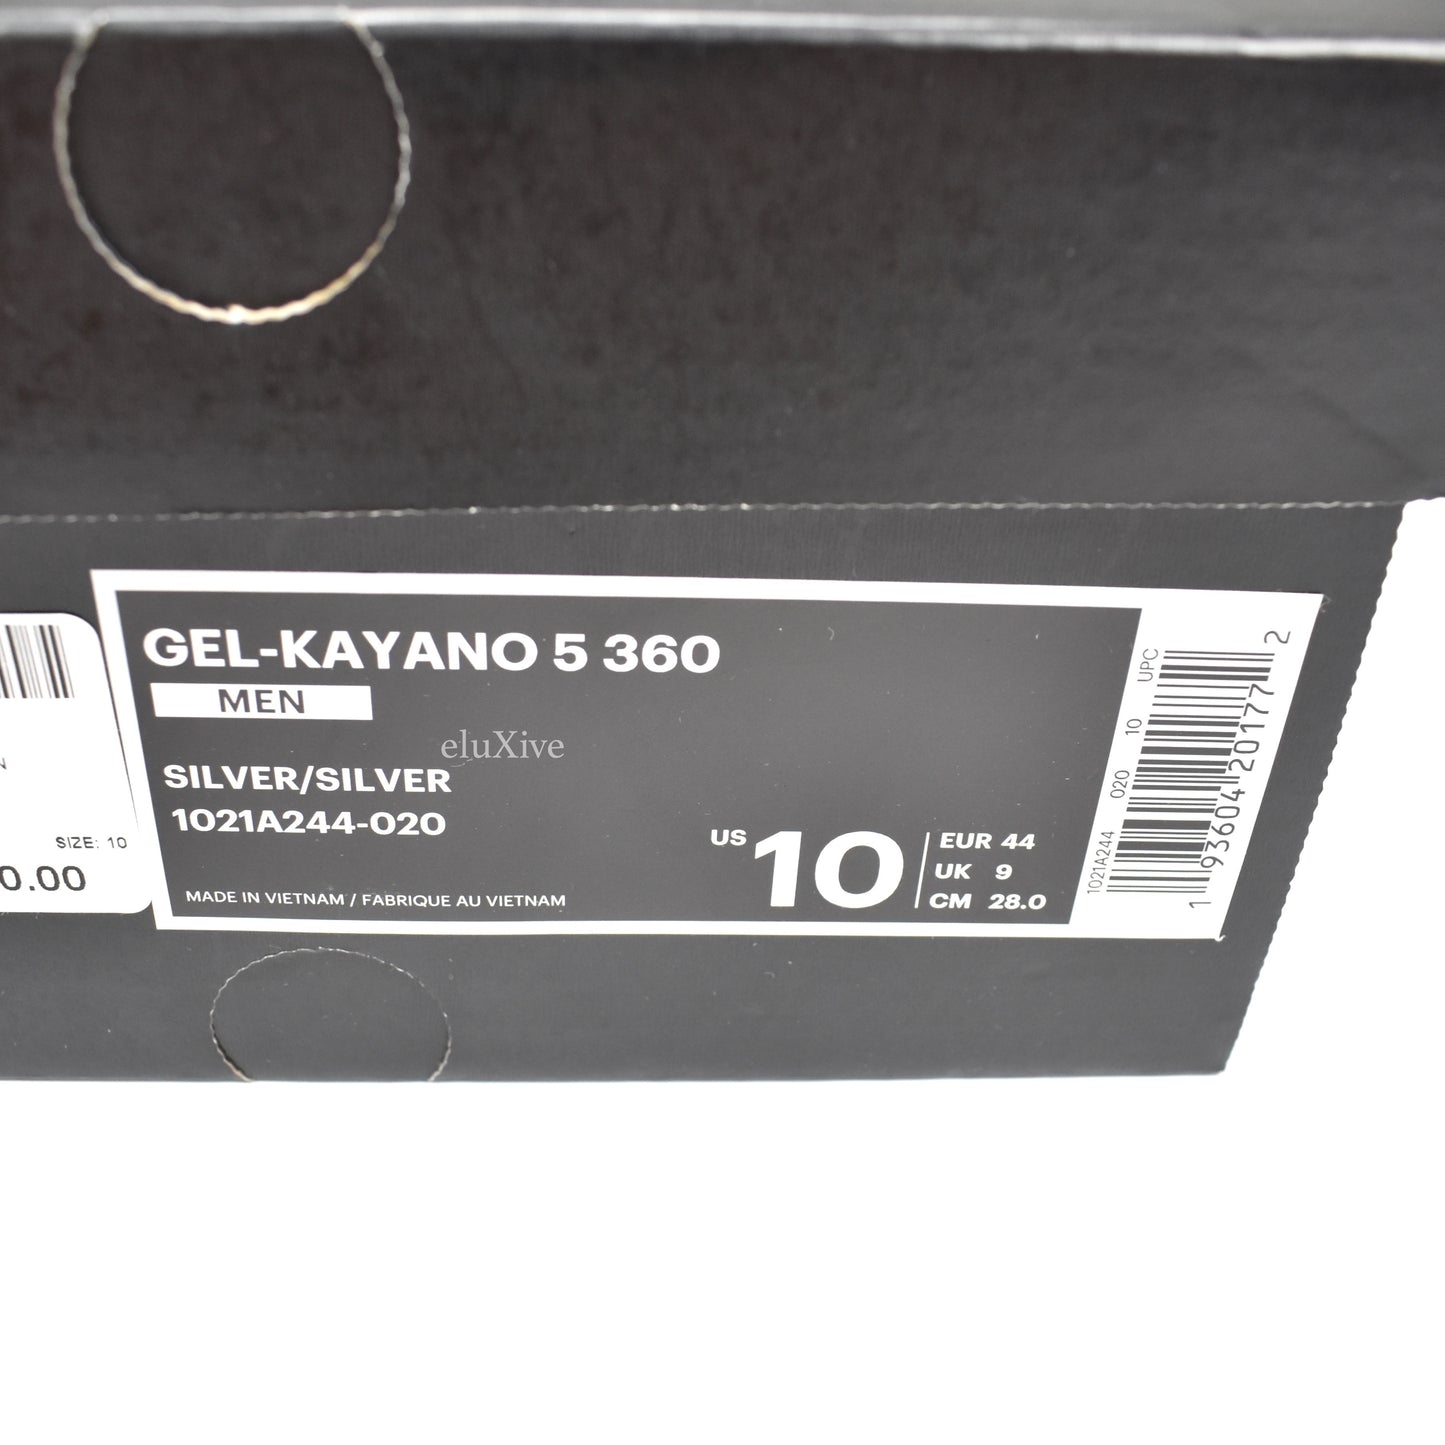 GEL-KAYANO 5 360
MEN
eluXive
SILVER/SILVER
1021A244-020
US 10
EUR 44
UK 9
CM 28.0
MADE IN VIETNAM / FABRIQUE AU VIETNAM
1021A244 020 10 UPC
1 93604 20177 2
N
SIZE: 10
0.00